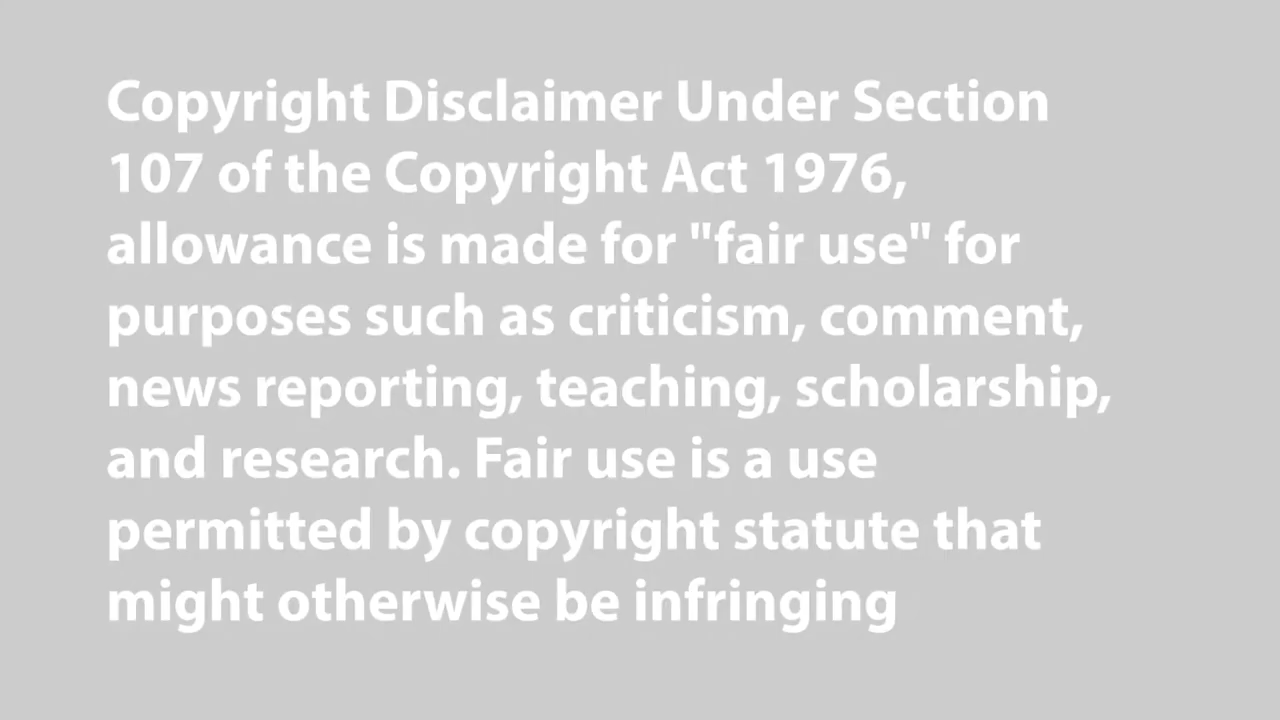 Copyright Disclaimer Under Section
107 of the Copyright Act 1976,
allowance is made for "fair use" for
purposes such as criticism, comment,
news reporting, teaching, scholarship,
and research. Fair use is a use
permitted by copyright statute that
might otherwise be infringing